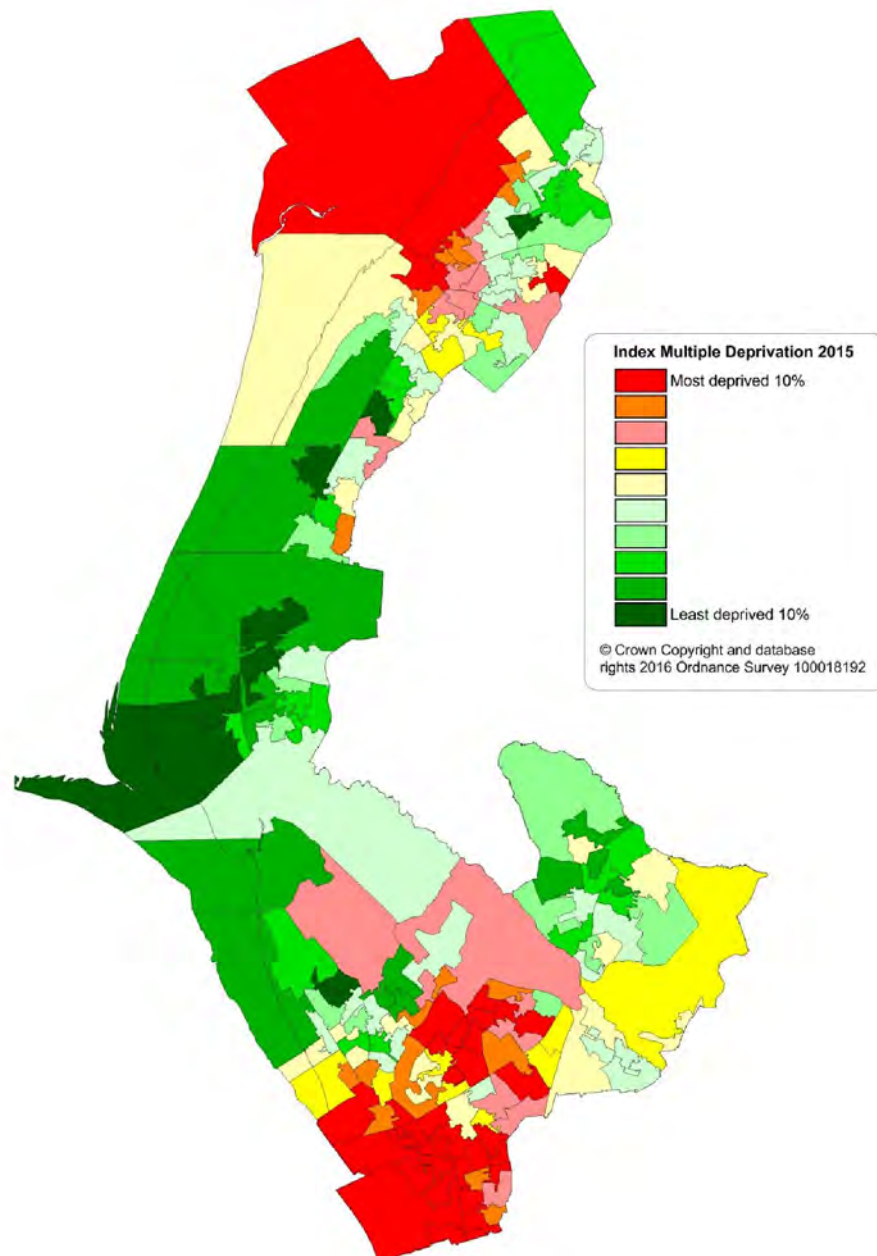 Index Multiple Deprivation 2015
Most deprived 10%
Least deprived 10%
© Crown Copyright and database
rights 2016 Ordnance Survey 100018192